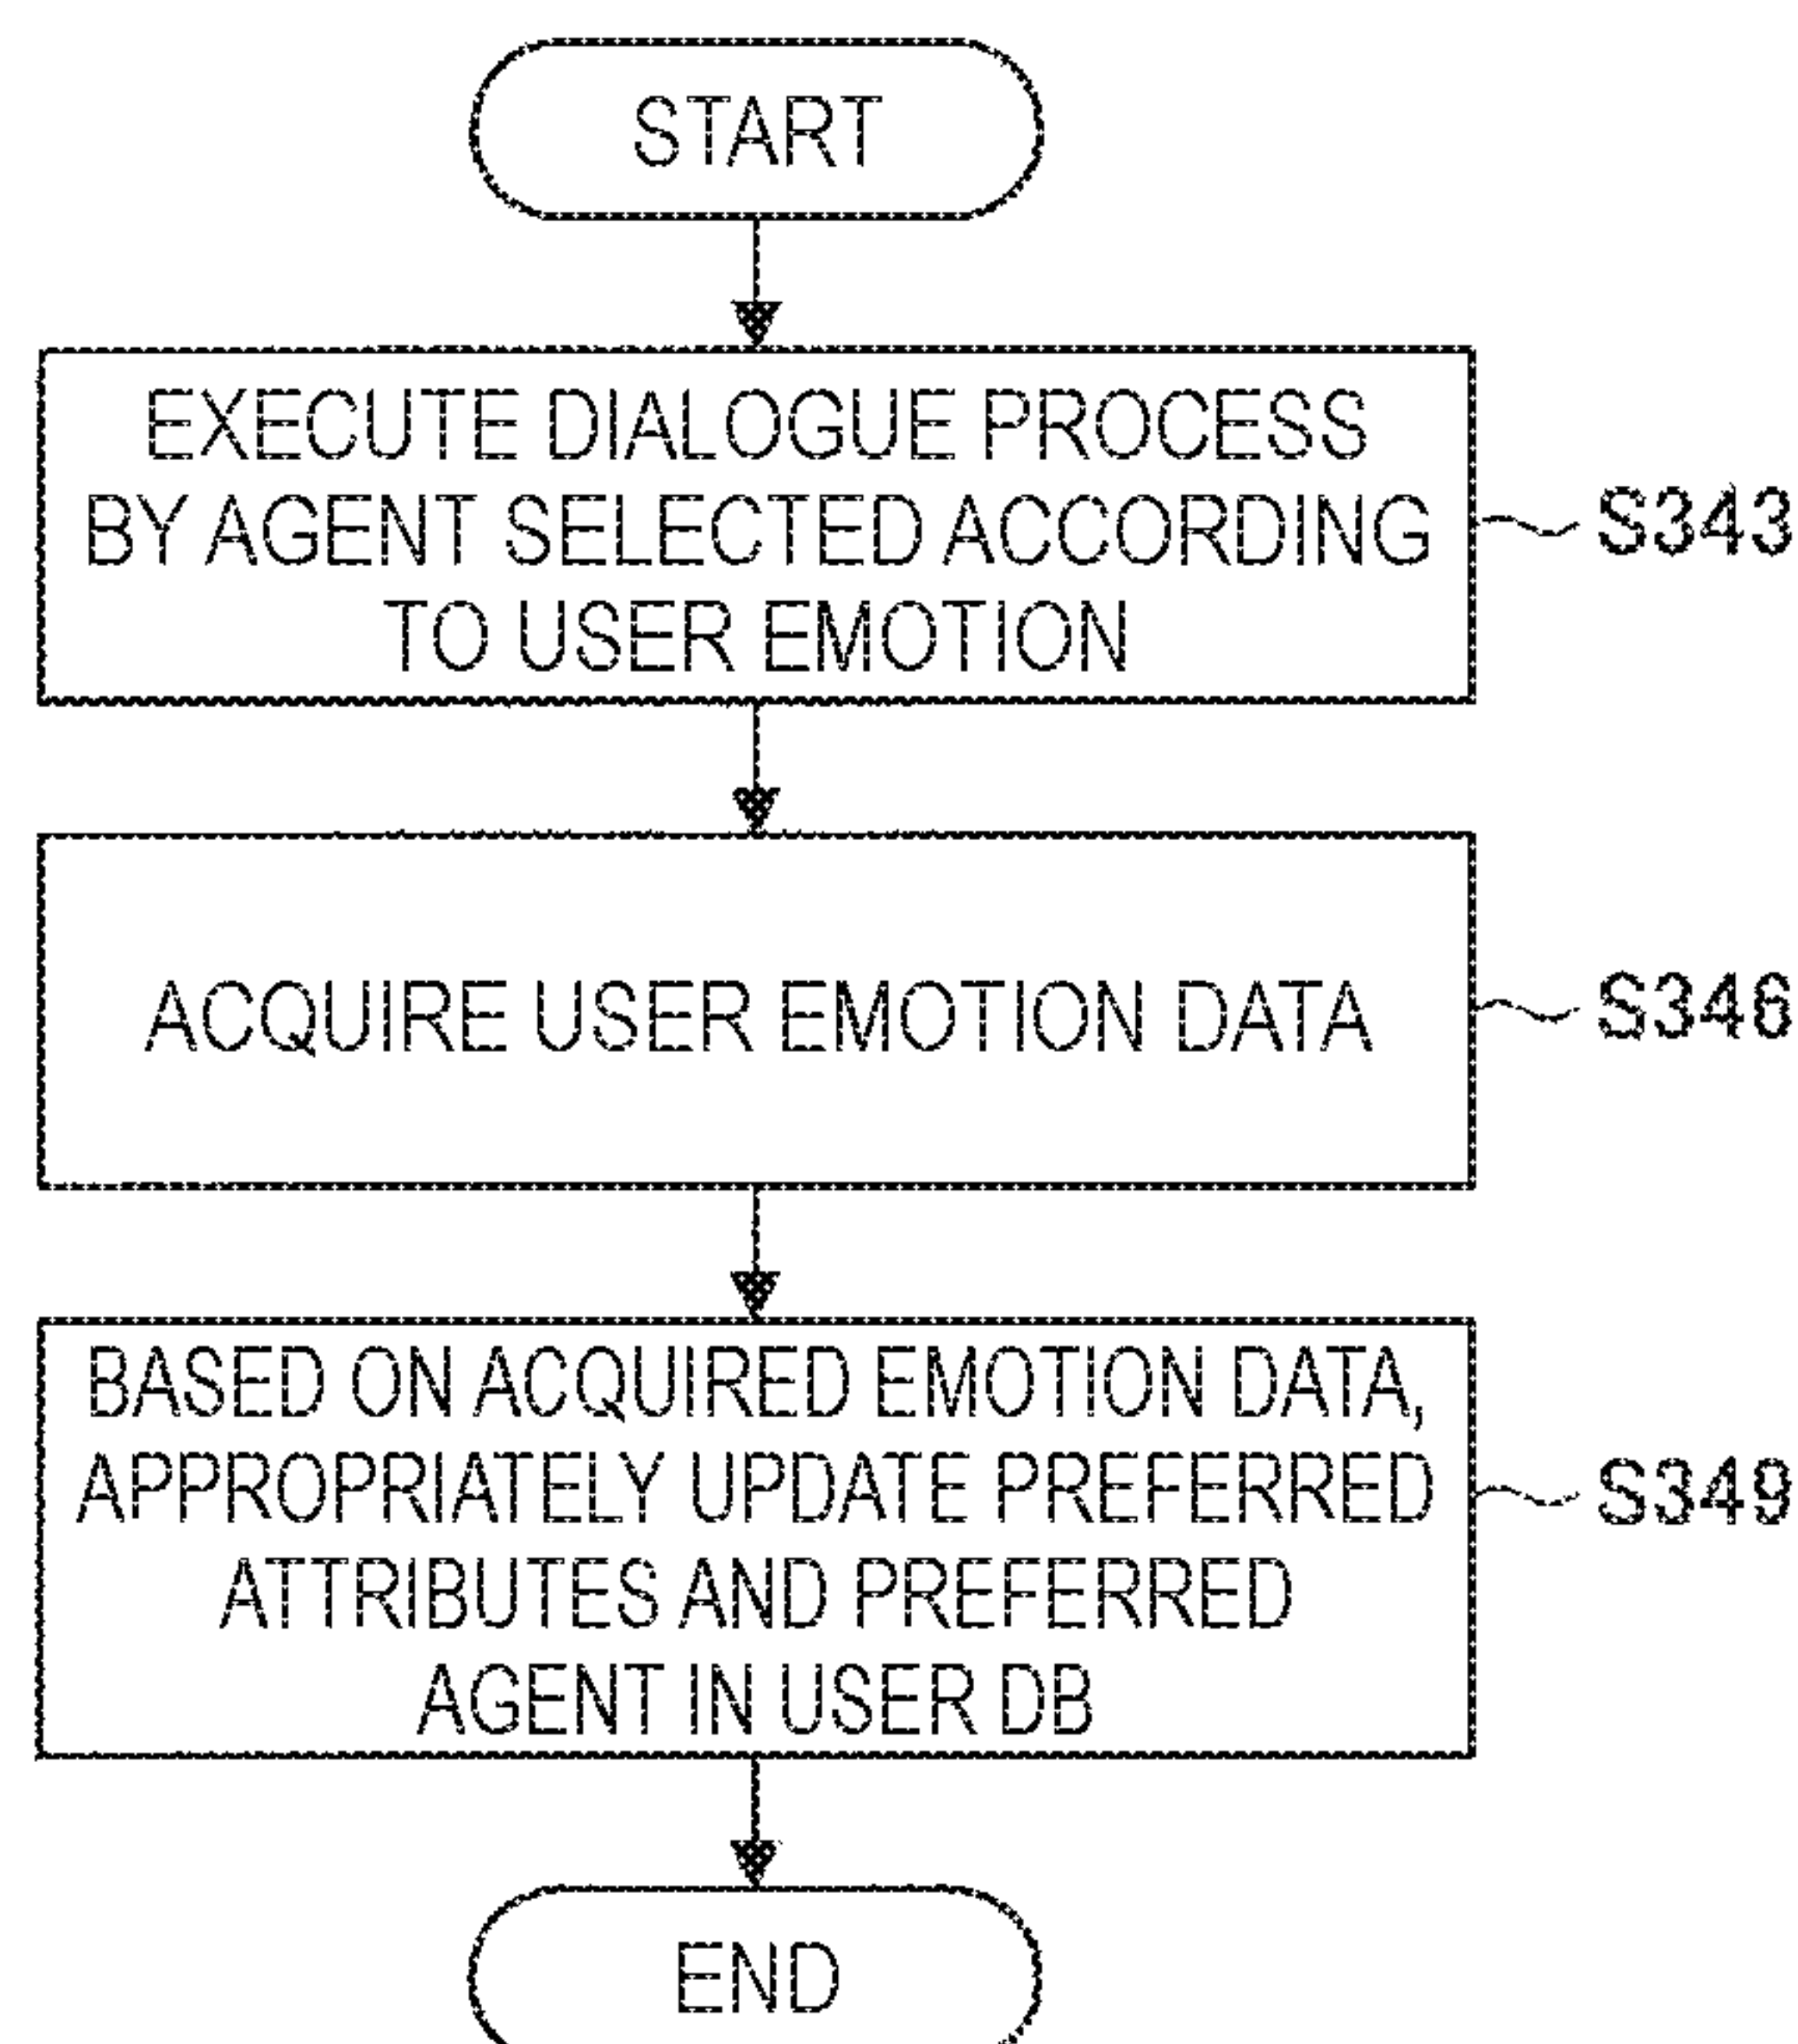 START
EXECUTE DIALOGUE PROCESS
BY AGENT SELECTED ACCORDING
TO USER EMOTION
S343
ACQUIRE USER EMOTION DATA
S346
BASED ON ACQUIRED EMOTION DATA,
APPROPRIATELY UPDATE PREFERRED
ATTRIBUTES AND PREFERRED
AGENT IN USER DB
S349
END